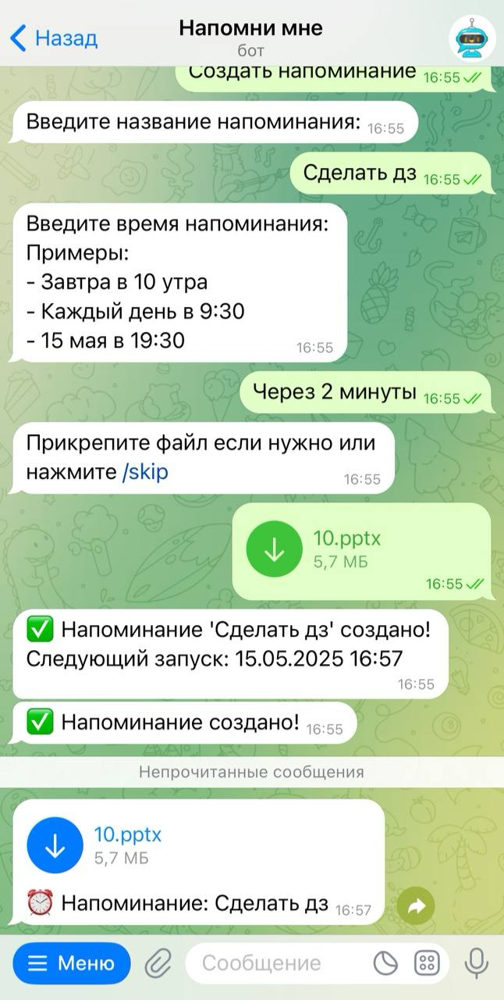 Назад
Напомни мне
бот
Создать напоминание 16:55
Введите название напоминания: 16:55
Сделать дз 16:55
Введите время напоминания:
Примеры:
- Завтра в 10 утра
- Каждый день в 9:30
- 15 мая в 19:30
16:55
Через 2 минуты 16:55
Прикрепите файл если нужно или
нажмите /skip
16:55
10.pptx
5,7 МБ
16:55
✅ Напоминание 'Сделать дз' создано!
Следующий запуск: 15.05.2025 16:57
16:55
✅ Напоминание создано! 16:55
Непрочитанные сообщения
10.pptx
5,7 МБ
⏰ Напоминание: Сделать дз 16:57
Меню
Сообщение